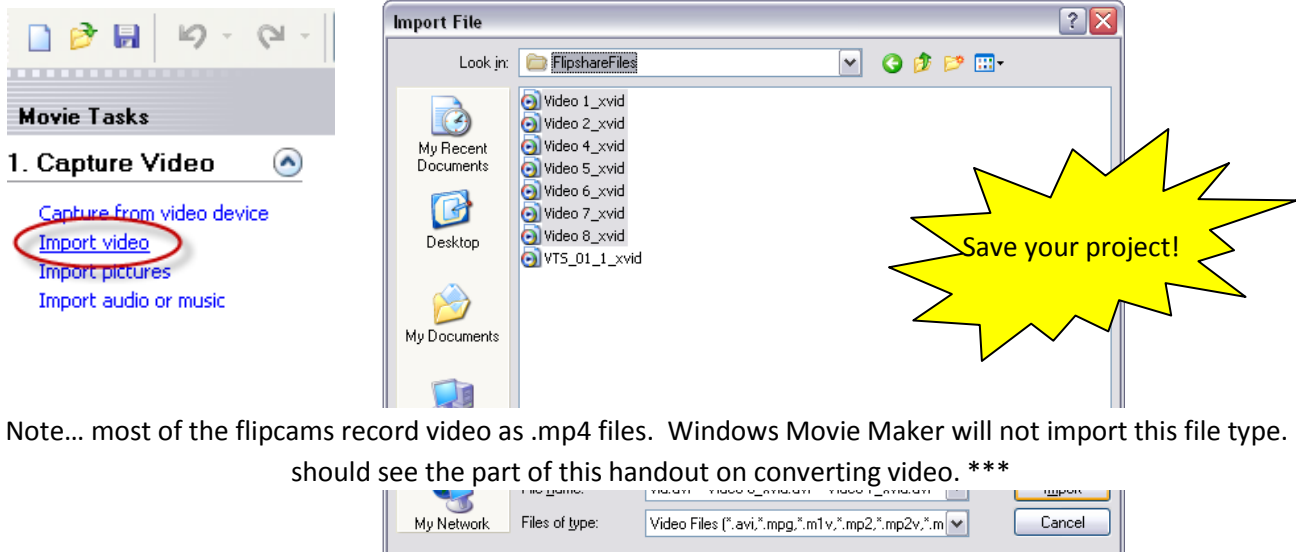 Movie Tasks
1. Capture Video
Capture from video device
Import video
Import pictures
Import audio or music
Import File
Look in: FlipshareFiles
Video 1_xvid
Video 2_xvid
Video 4_xvid
Video 5_xvid
Video 6_xvid
Video 7_xvid
Video 8_xvid
VTS_01_1_xvid
My Recent
Documents
Desktop
My Documents
Save your project!
Note… most of the flipcams record video as .mp4 files. Windows Movie Maker will not import this file type.
should see the part of this handout on converting video. ***
My Network
Files of type: Video Files (*.avi,*.mpg,*.m1v,*.mp2,*.mp2v,*.m
Cancel